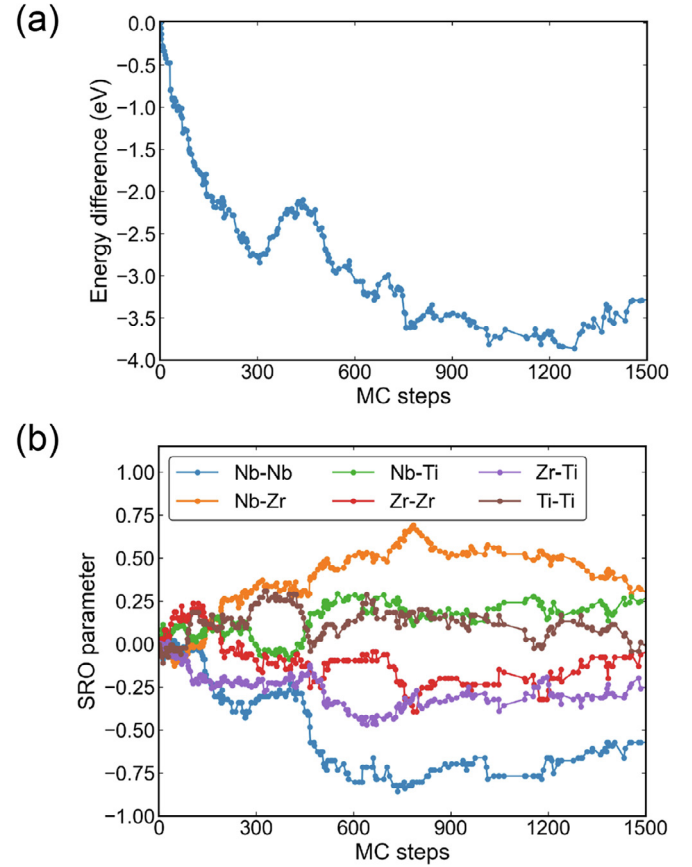 (a)
0.0
−0.5
−1.0
−1.5
−2.0
−2.5
−3.0
−3.5
−4.0
Energy difference (eV)
0 300 600 900 1200 1500
MC steps
(b)
1.00
0.75
0.50
0.25
0.00
−0.25
−0.50
−0.75
−1.00
SRO parameter
Nb-Nb Nb-Ti Zr-Ti
Nb-Zr Zr-Zr Ti-Ti
0 300 600 900 1200 1500
MC steps